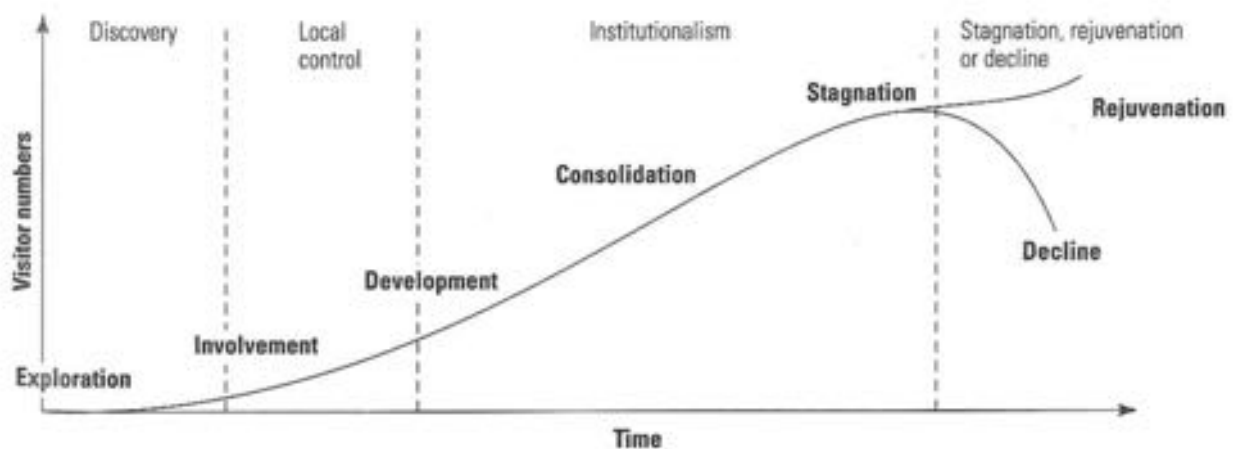 Discovery
Local
control
Institutionalism
Stagnation, rejuvenation
or decline
Stagnation
Rejuvenation
Consolidation
Decline
Development
Involvement
Exploration
Visitor numbers
Time